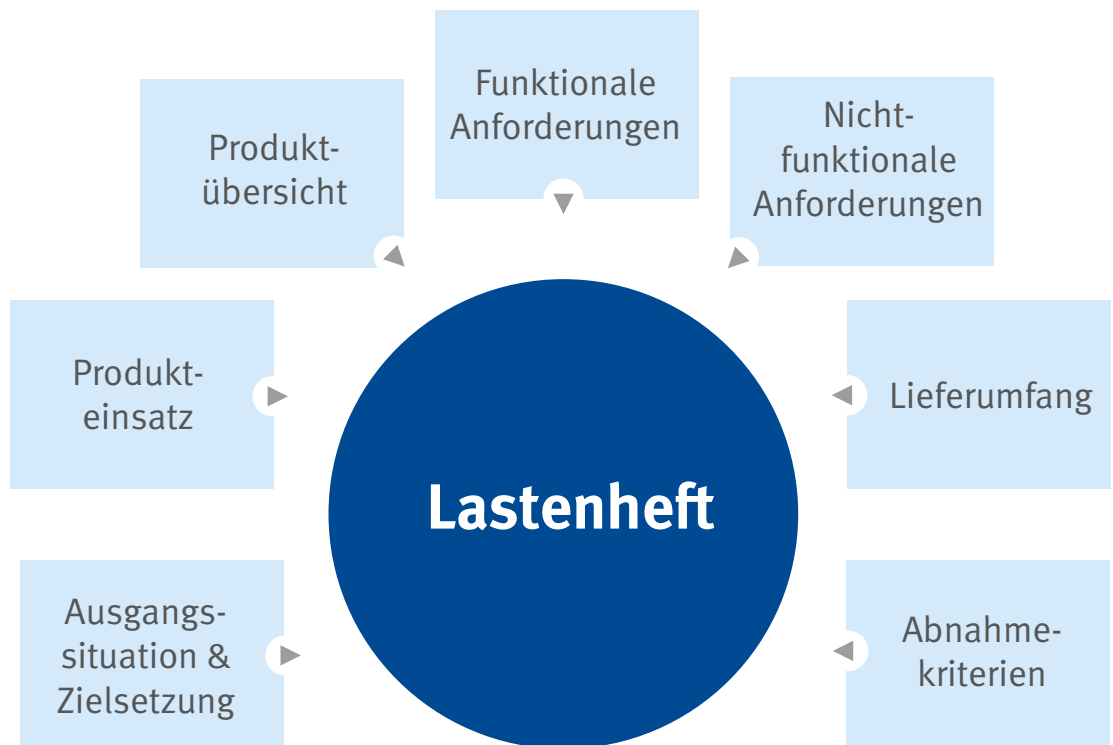 Funktionale
Anforderungen
Produkt-
übersicht
Nicht-
funktionale
Anforderungen
Produkt-
einsatz
Lieferumfang
Lastenheft
Ausgangs-
situation &
Zielsetzung
Abnahme-
kriterien